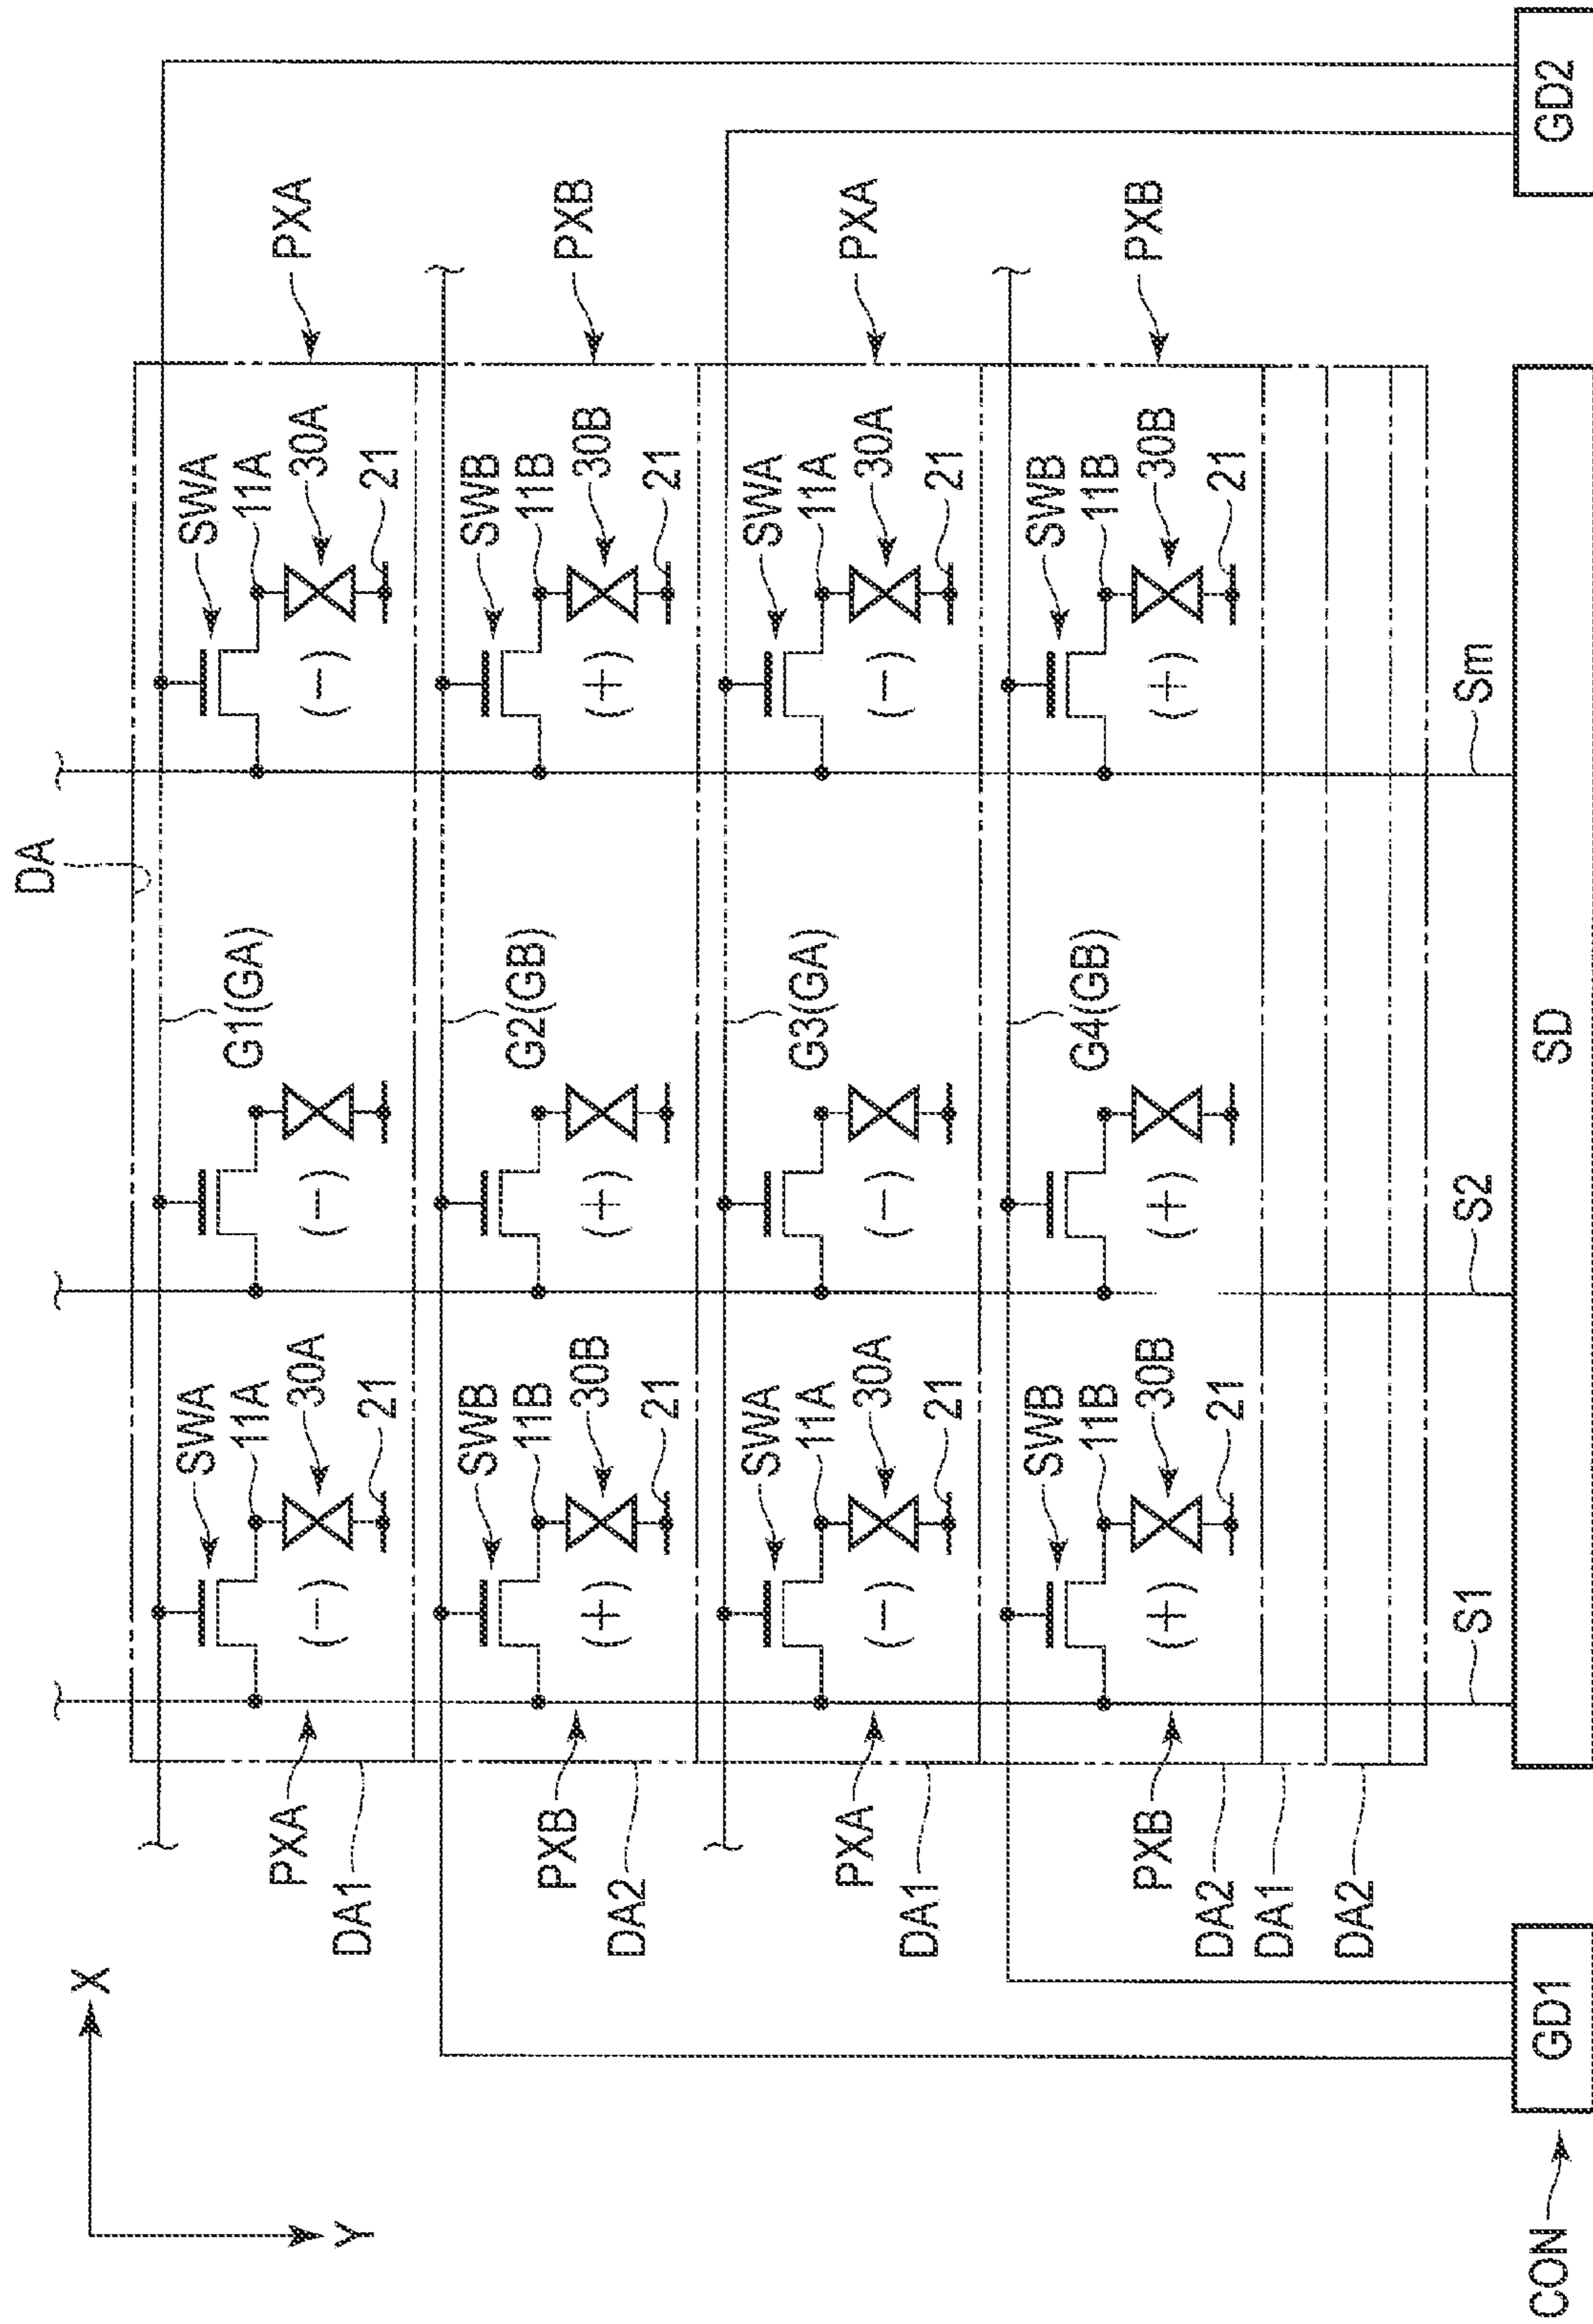 DA
X
SWA SWA
11A G1(GA) 11A
PXA (−) 30A (−) (−) 30A PXA
Y DA1 21 21
SWB SWB
11B G2(GB) 11B
PXB (+) 30B (+) (+) 30B PXB
DA2 21 21
SWA SWA
11A G3(GA) 11A
PXA (−) 30A (−) (−) 30A PXA
DA1 21 21
SWB SWB
11B G4(GB) 11B
PXB (+) 30B (+) (+) 30B PXB
DA2 21 21
DA1
DA2
S1 S2 Sm
CON GD1 SD GD2